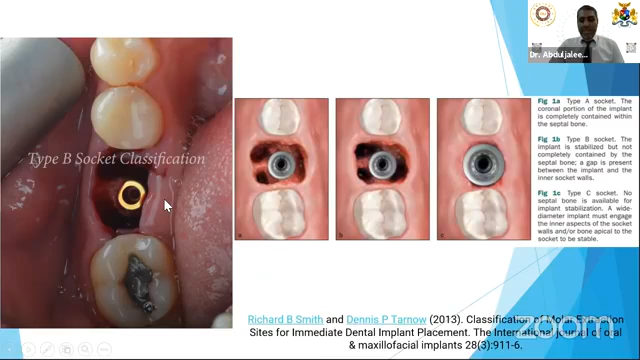 Dr. Abduljalee...
Type B Socket Classification
Fig 1a Type A socket. The
coronal portion of the implant
is completely contained within
the septal bone.
Fig 1b Type B socket. The
implant is stabilized but not
completely contained by the
septal bone; a gap is present
between the implant and the
inner socket walls.
Fig 1c Type C socket. No
septal bone is available for
implant stabilization. A wide-
diameter implant must engage
the inner aspects of the socket
walls and/or bone apical to the
socket to be stable.
a
b
c
Richard B Smith and Dennis P Tarnow (2013). Classification of Molar Extraction
Sites for Immediate Dental Implant Placement. The International journal of oral
& maxillofacial implants 28(3):911-6.
zoom